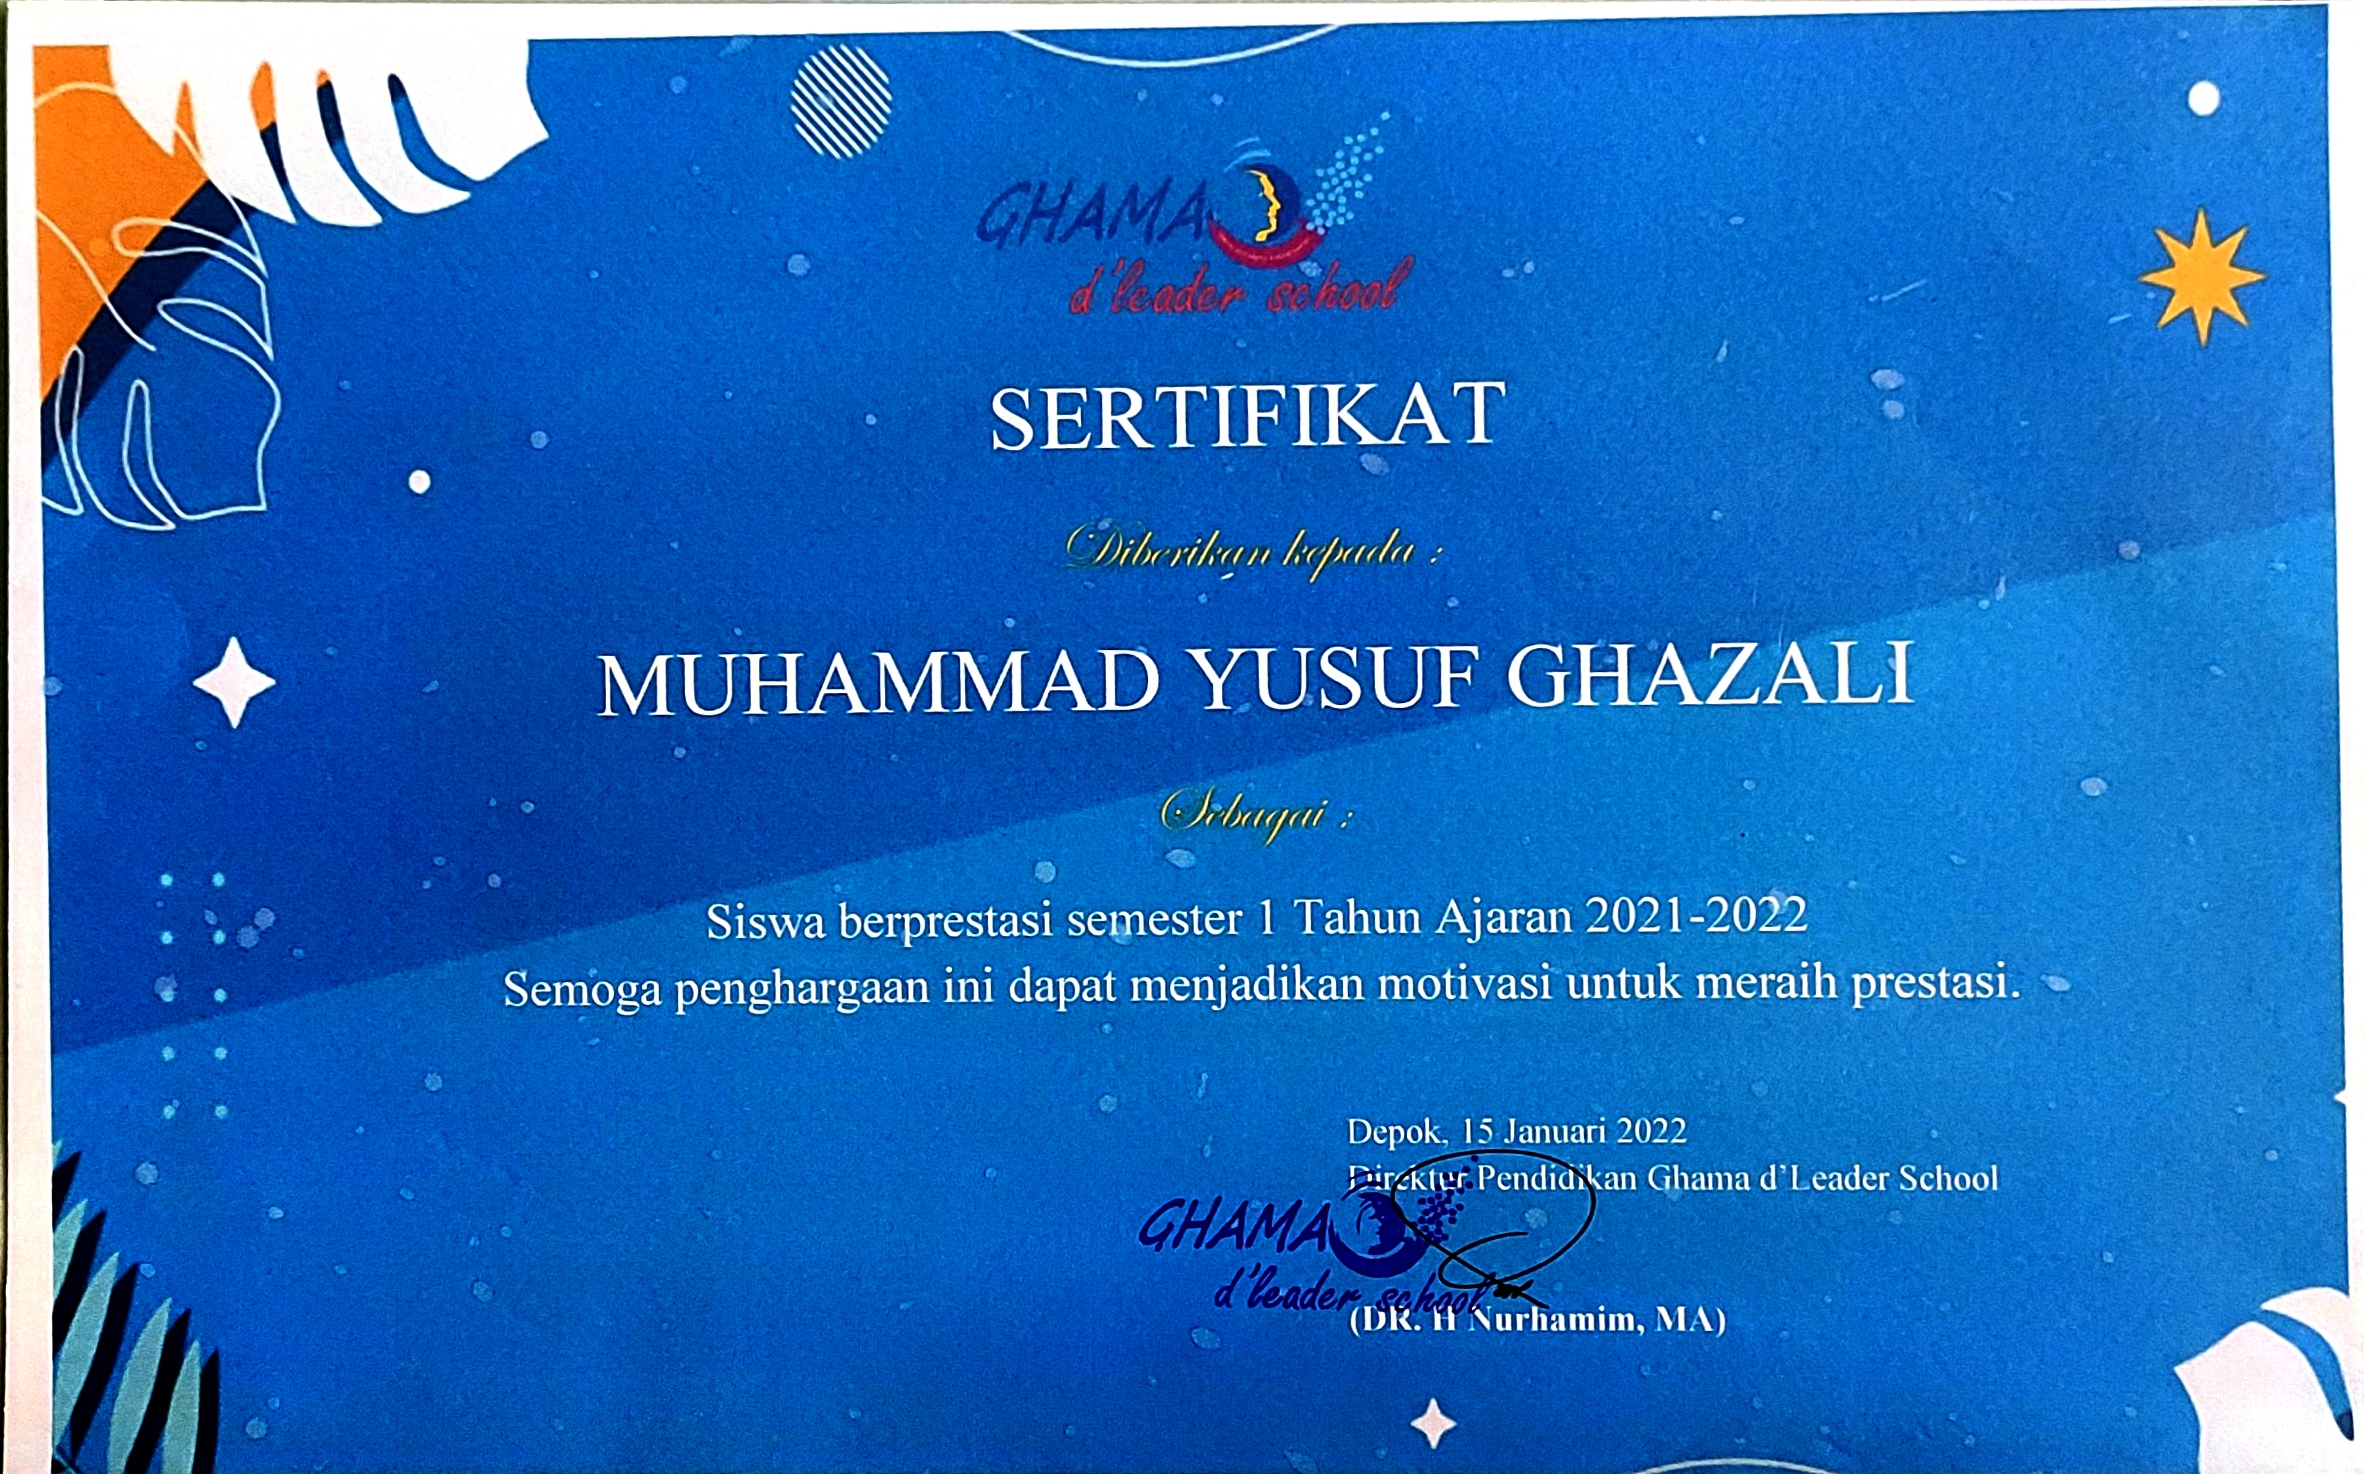 GHAMA
d'leader school
SERTIFIKAT
Diberikan kepada :
MUHAMMAD YUSUF GHAZALI
Sebagai :
Siswa berprestasi semester 1 Tahun Ajaran 2021-2022
Semoga penghargaan ini dapat menjadikan motivasi untuk meraih prestasi.
Depok, 15 Januari 2022
Direktur Pendidikan Ghama d'Leader School
GHAMA
d'leader school
(DR. H Nurhamim, MA)